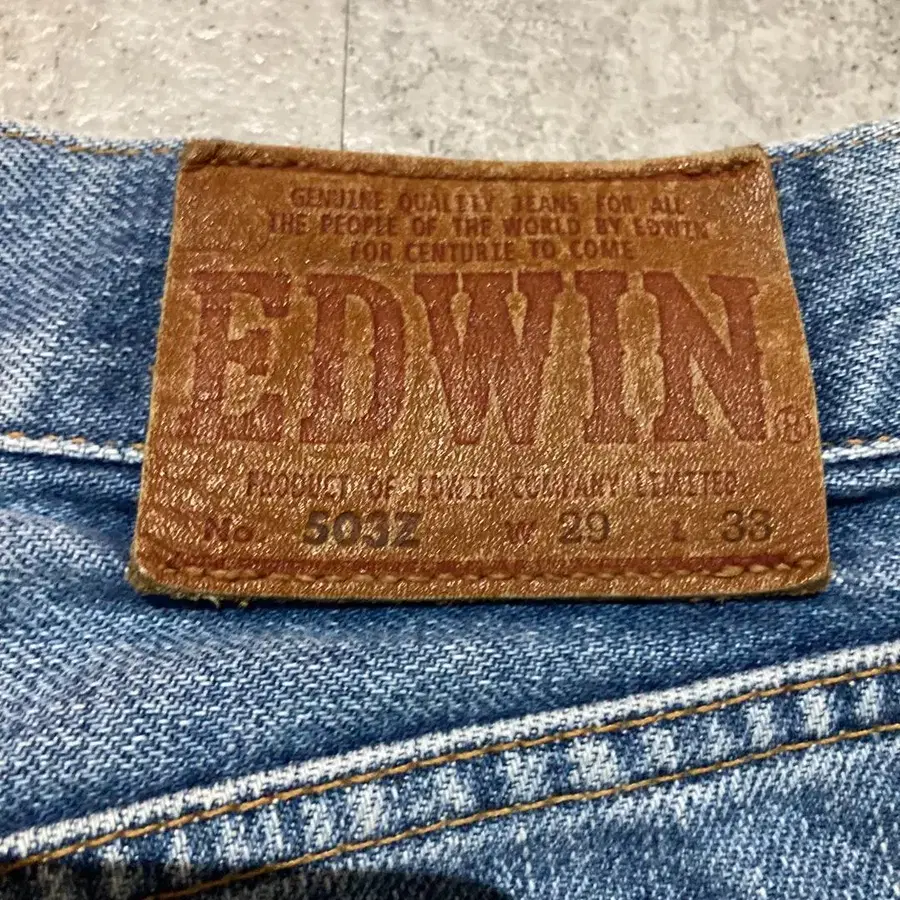 GENUINE QUALITY JEANS FOR ALL
THE PEOPLE OF THE WORLD BY EDWIN
FOR CENTURIE TO COME
EDWIN®
PRODUCT OF EDWIN COMPANY LIMITED
No. 503Z W 29 L 33